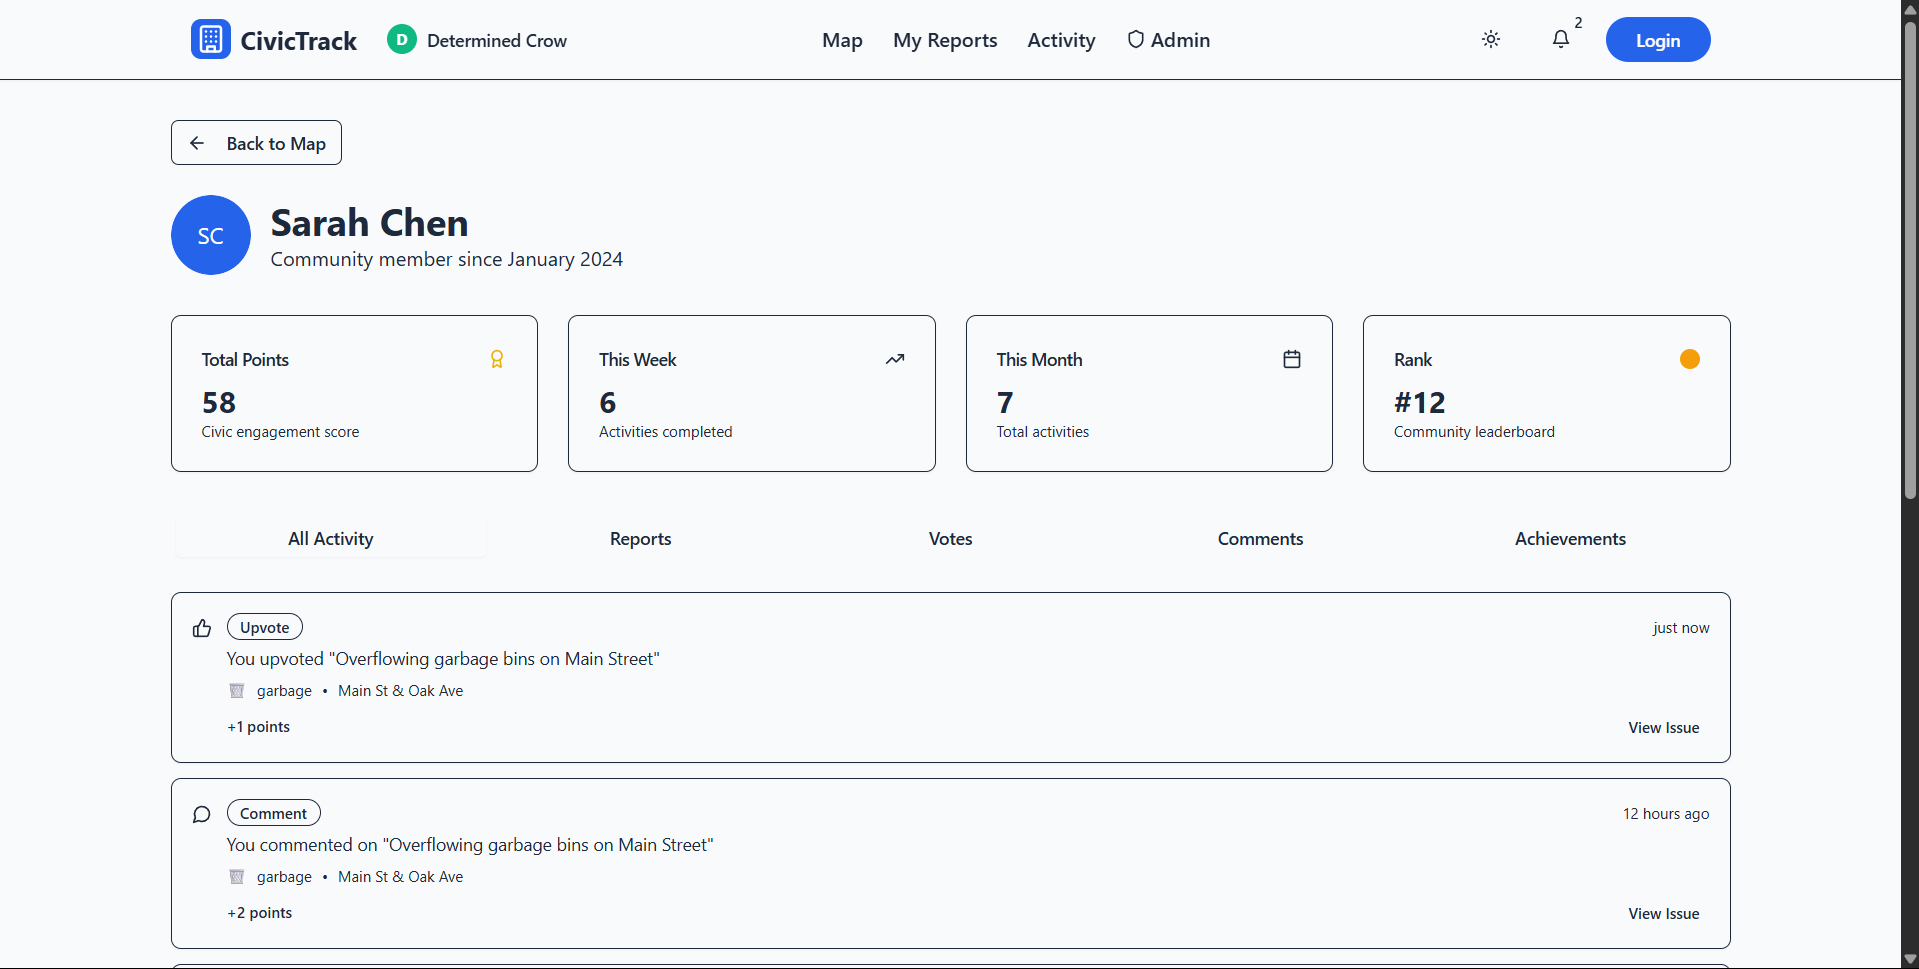 CivicTrack
D Determined Crow
Map My Reports Activity Admin
2
Login
Back to Map
SC
Sarah Chen
Community member since January 2024
Total Points
58
Civic engagement score
This Week
6
Activities completed
This Month
7
Total activities
Rank
#12
Community leaderboard
All Activity Reports Votes Comments Achievements
Upvote just now
You upvoted "Overflowing garbage bins on Main Street"
garbage • Main St & Oak Ave
+1 points View Issue
Comment 12 hours ago
You commented on "Overflowing garbage bins on Main Street"
garbage • Main St & Oak Ave
+2 points View Issue